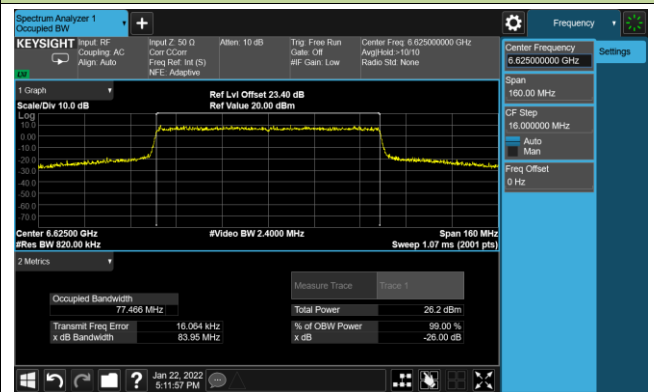 Spectrum Analyzer 1
Occupied BW
Frequency
KEYSIGHT
Input: RF
Coupling: AC
Align: Auto
Input Z: 50 Ω
Corr CCorr
Freq Ref: Int (S)
NFE: Adaptive
Atten: 10 dB
Trig: Free Run
Gate: Off
#IF Gain: Low
Center Freq: 6.625000000 GHz
Avg|Hold:>10/10
Radio Std: None
Center Frequency
6.625000000 GHz
Settings
Span
160.00 MHz
CF Step
16.000000 MHz
Auto
Man
Freq Offset
0 Hz
1 Graph
Scale/Div 10.0 dB
Ref Lvl Offset 23.40 dB
Ref Value 20.00 dBm
Log
10.0
0.00
-10.0
-20.0
-30.0
-40.0
-50.0
-60.0
-70.0
Center 6.62500 GHz
#Res BW 820.00 kHz
#Video BW 2.4000 MHz
Span 160 MHz
Sweep 1.07 ms (2001 pts)
2 Metrics
Measure Trace
Trace 1
Occupied Bandwidth
77.466 MHz
Total Power
26.2 dBm
Transmit Freq Error
16.064 kHz
% of OBW Power
99.00 %
x dB Bandwidth
83.95 MHz
x dB
-26.00 dB
?
Jan 22, 2022
5:11:57 PM